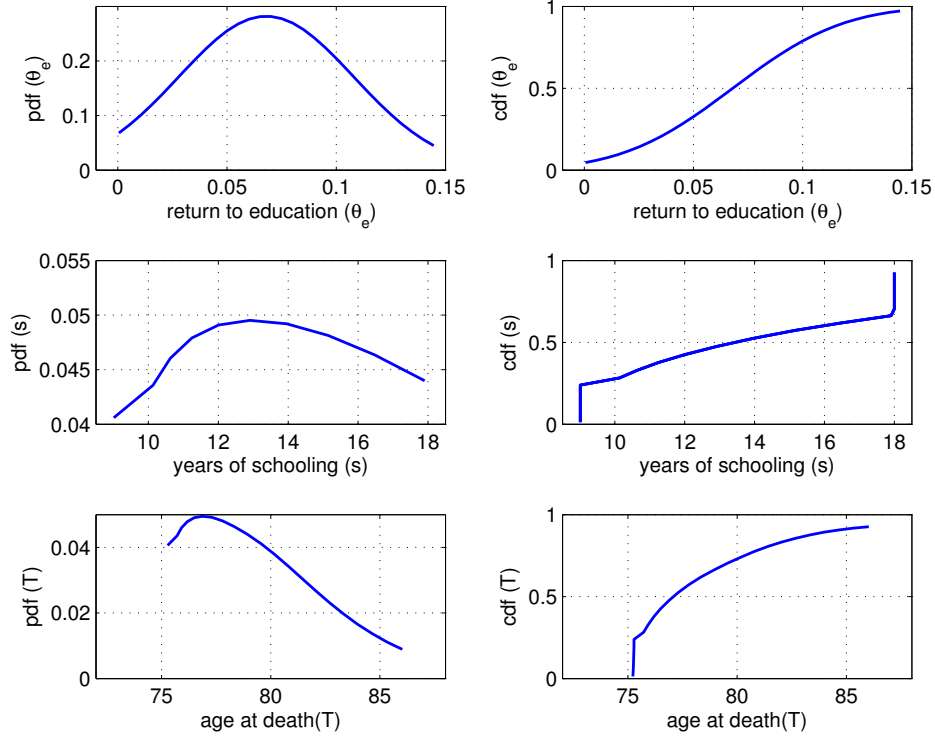 pdf (θ_e)
0.2
0.1
0
0 0.05 0.1 0.15
return to education (θ_e)
cdf (θ_e)
1
0.5
0
0 0.05 0.1 0.15
return to education (θ_e)
pdf (s)
0.055
0.05
0.045
0.04
10 12 14 16 18
years of schooling (s)
cdf (s)
1
0.5
0
10 12 14 16 18
years of schooling (s)
pdf (T)
0.04
0.02
0
75 80 85
age at death(T)
cdf (T)
1
0.5
0
75 80 85
age at death(T)